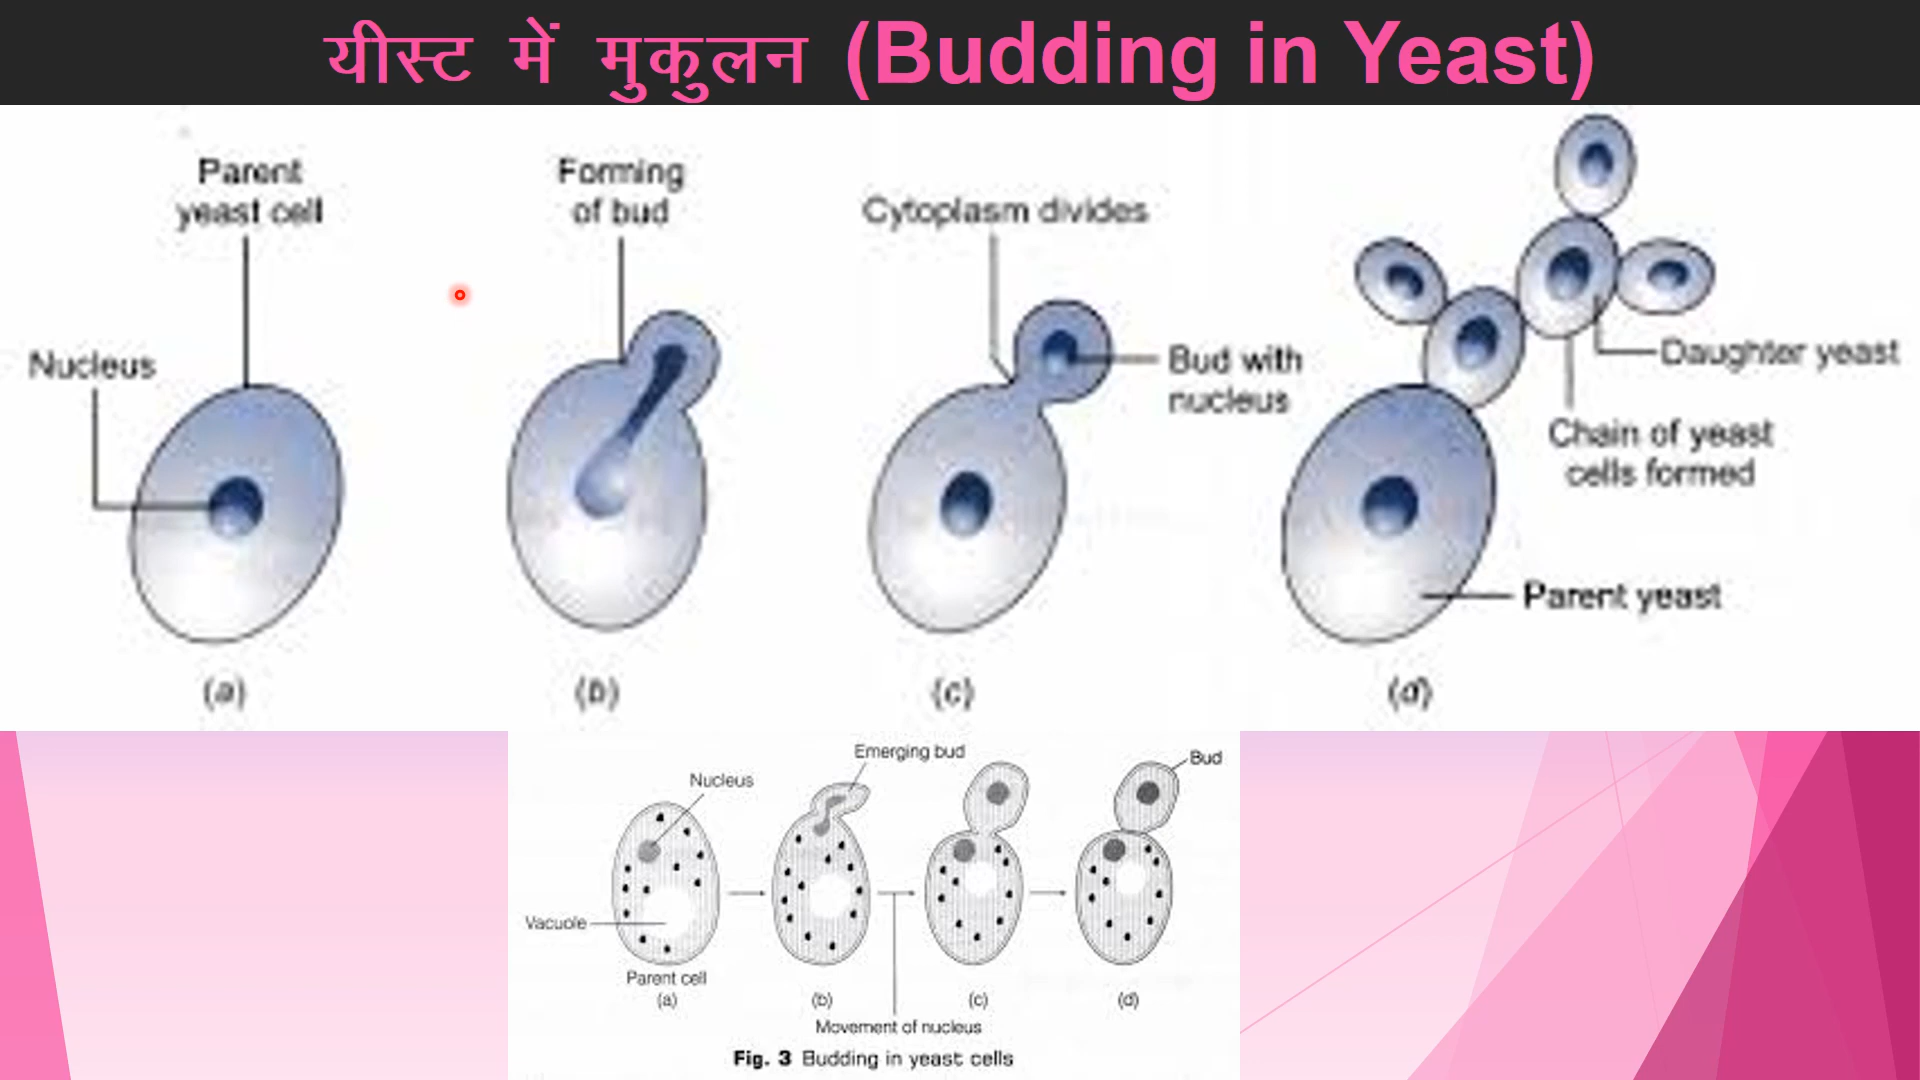 यीस्ट में मुकुलन (Budding in Yeast)
Parent
yeast cell
Nucleus
(a)
Forming
of bud
(b)
Cytoplasm divides
Bud with
nucleus
(c)
Daughter yeast
Chain of yeast
cells formed
Parent yeast
(d)
Nucleus
Vacuole
Parent cell
(a)
Emerging bud
(b)
Movement of nucleus
(c)
Bud
(d)
Fig. 3 Budding in yeast cells